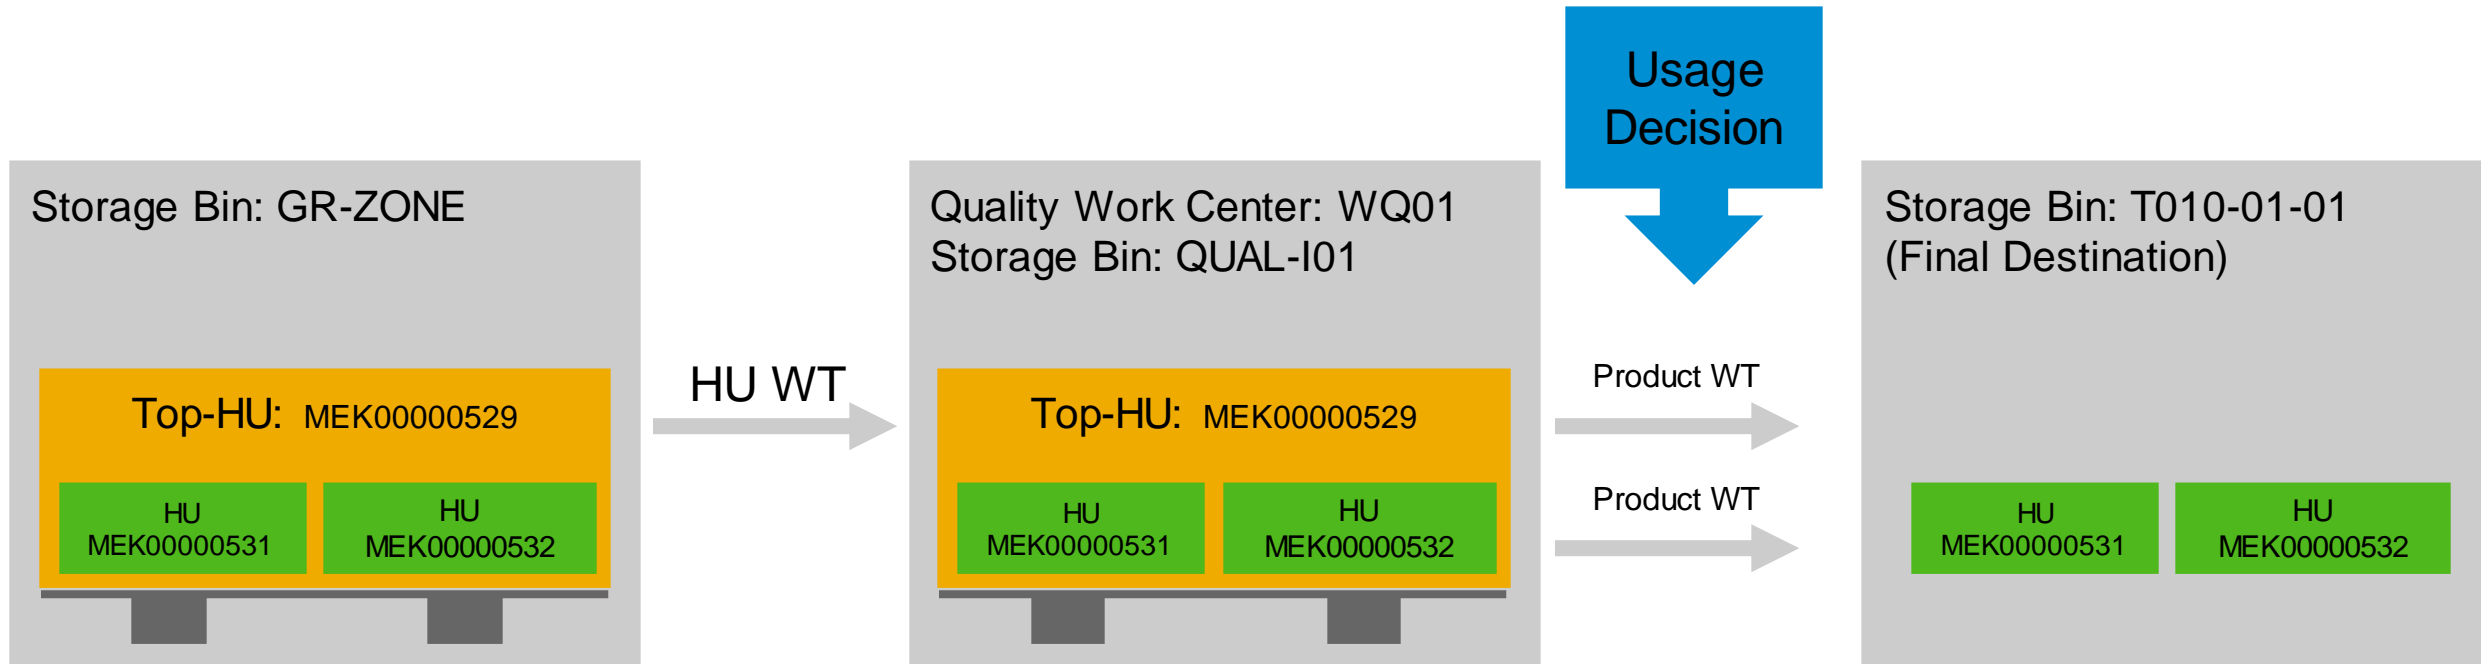 Usage
Decision
Storage Bin: GR-ZONE
Top-HU: MEK00000529
HU
MEK00000531
HU
MEK00000532
HU WT
Quality Work Center: WQ01
Storage Bin: QUAL-I01
Top-HU: MEK00000529
HU
MEK00000531
HU
MEK00000532
Product WT
Product WT
Storage Bin: T010-01-01
(Final Destination)
HU
MEK00000531
HU
MEK00000532